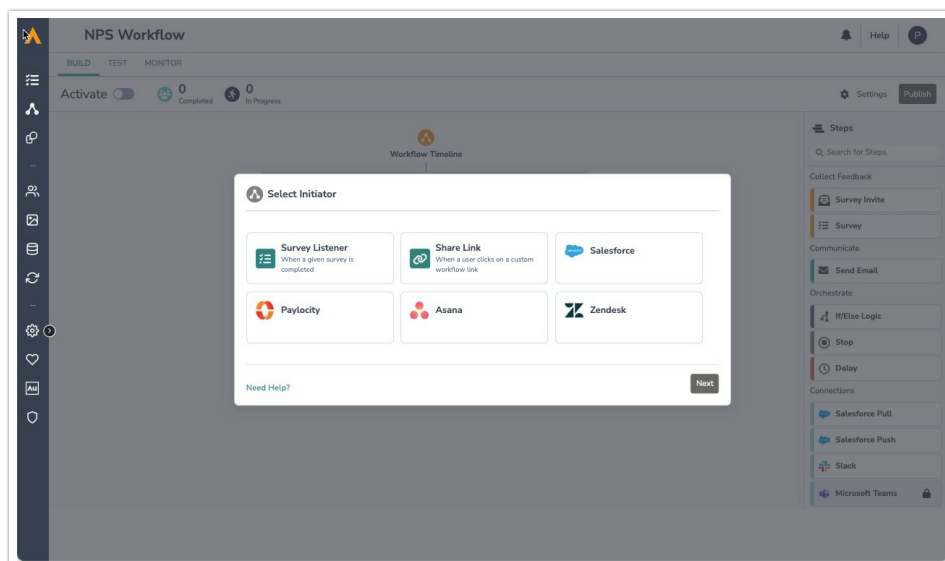 NPS Workflow
Help
P
BUILD TEST MONITOR
Activate
0
Completed
0
In Progress
Settings
Publish
Workflow Timeline
Select Initiator
Survey Listener
When a given survey is
completed
Share Link
When a user clicks on a custom
workflow link
Salesforce
Paylocity
Asana
Zendesk
Need Help?
Next
Steps
Search for Steps
Collect Feedback
Survey Invite
Survey
Communicate
Send Email
Orchestrate
If/Else Logic
Stop
Delay
Connections
Salesforce Pull
Salesforce Push
Slack
Microsoft Teams
Au